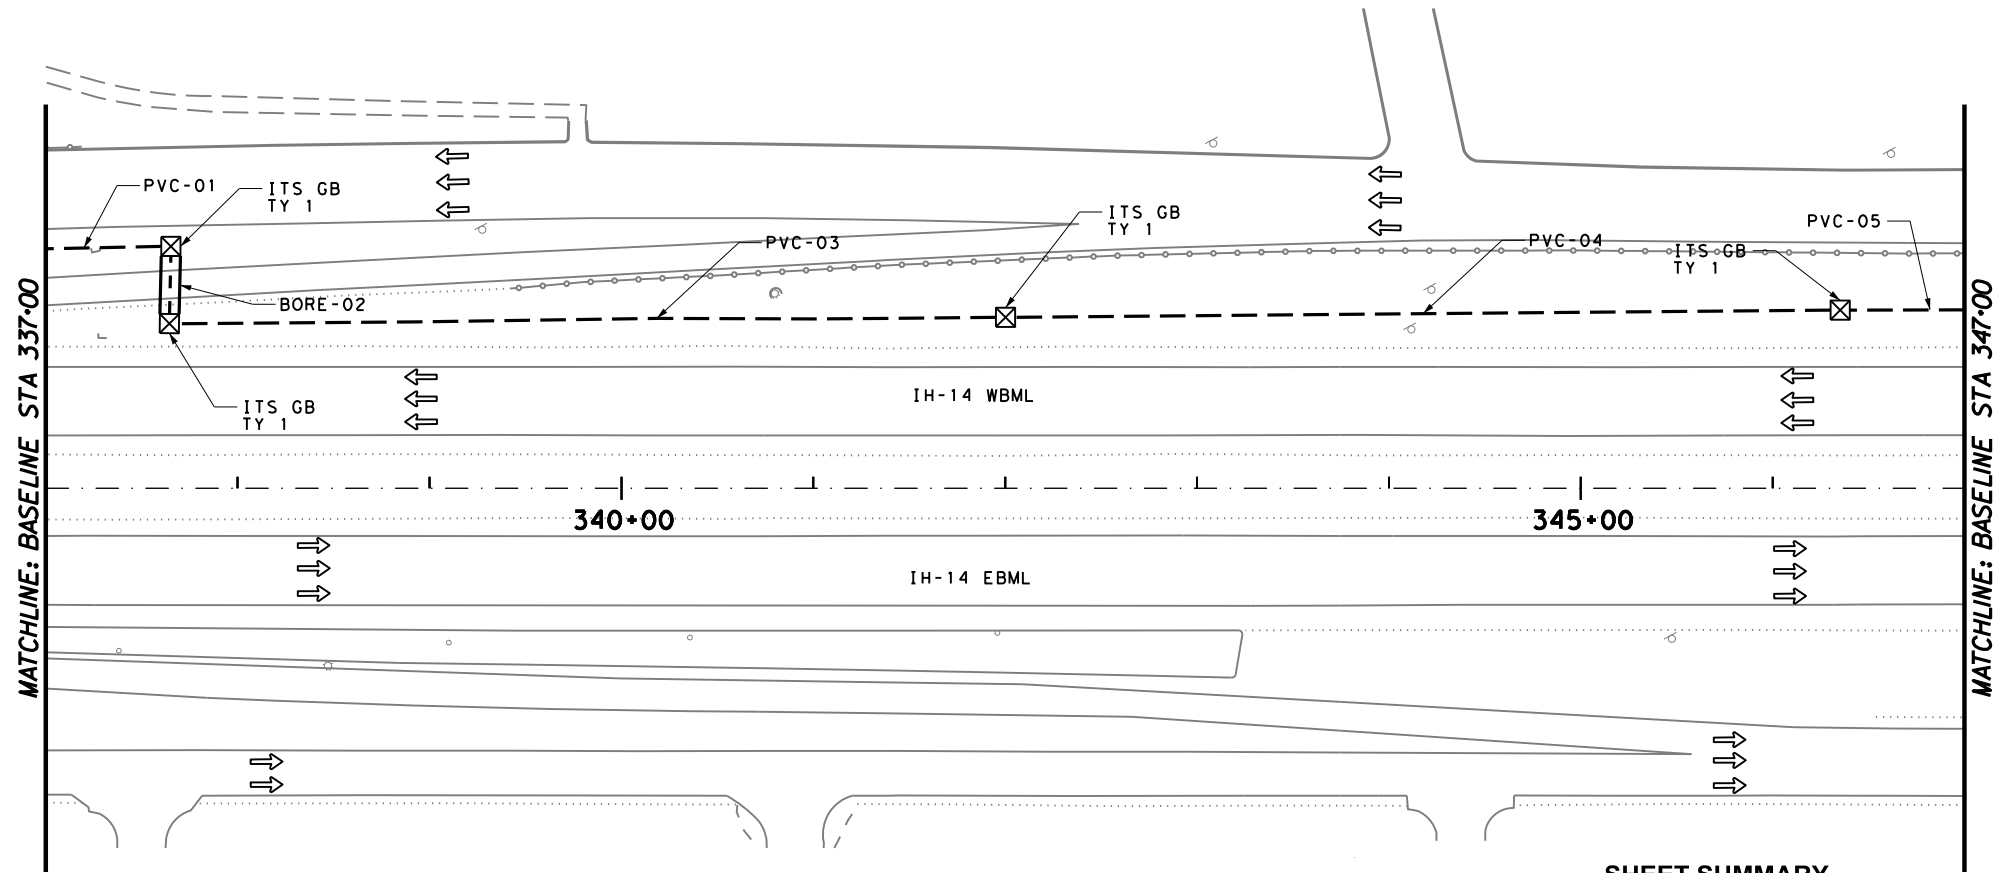 PVC-01
ITS GB
TY 1
ITS GB
TY 1
PVC-03
PVC-04
PVC-05
ITS GB
TY 1
BORE-02
ITS GB
TY 1
MATCHLINE: BASELINE STA 337+00
MATCHLINE: BASELINE STA 347+00
IH-14 WBML
340+00
345+00
IH-14 EBML
SHEET SUMMARY